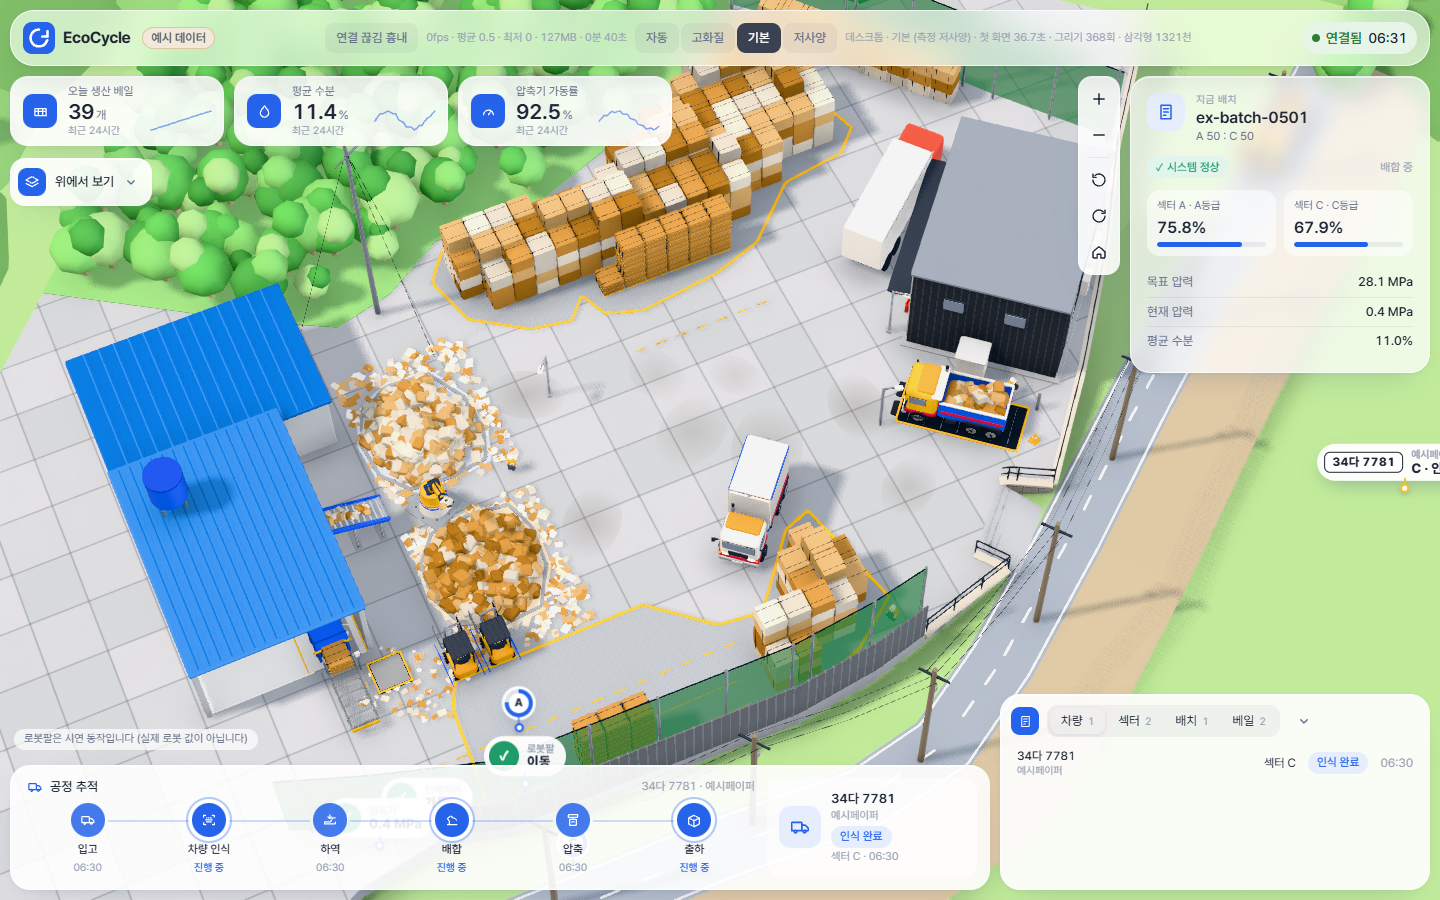 EcoCycle
예시 데이터
연결 끊김 흉내
0fps · 평균 0.5 · 최저 0 · 127MB · 0분 40초
자동
고화질
기본
저사양
데스크톱 · 기본 (측정 저사양) · 첫 화면 36.7초 · 그리기 368회 · 삼각형 1321천
연결됨 06:31
오늘 생산 베일
39개
최근 24시간
평균 수분
11.4%
최근 24시간
압축기 가동률
92.5%
최근 24시간
위에서 보기
지금 배치
ex-batch-0501
A 50 : C 50
✓ 시스템 정상
배합 중
섹터 A · A등급
75.8%
섹터 C · C등급
67.9%
목표 압력 28.1 MPa
현재 압력 0.4 MPa
평균 수분 11.0%
34다 7781
A
로봇팔
이동
로봇팔은 시연 동작입니다 (실제 로봇 값이 아닙니다)
공정 추적
34다 7781 · 예시페이퍼
입고
06:30
차량 인식
진행 중
하역
06:30
배합
진행 중
압축
06:30
출하
진행 중
0.4 MPa
34다 7781
예시페이퍼
인식 완료
섹터 C · 06:30
차량 1
섹터 2
배치 1
베일 2
34다 7781
예시페이퍼
섹터 C
인식 완료
06:30